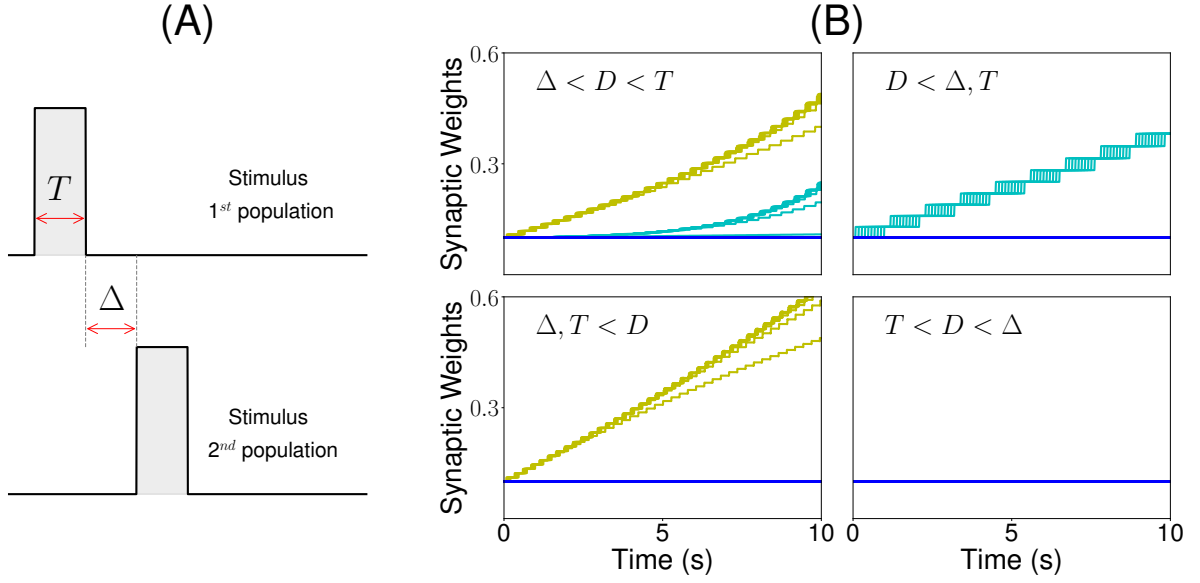 (A)
T
Stimulus
1st population
Δ
Stimulus
2nd population
(B)
Synaptic Weights
0.6
0.3
Δ < D < T
D < Δ, T
Synaptic Weights
0.6
0.3
Δ, T < D
T < D < Δ
0
5
10
0
5
10
Time (s)
Time (s)